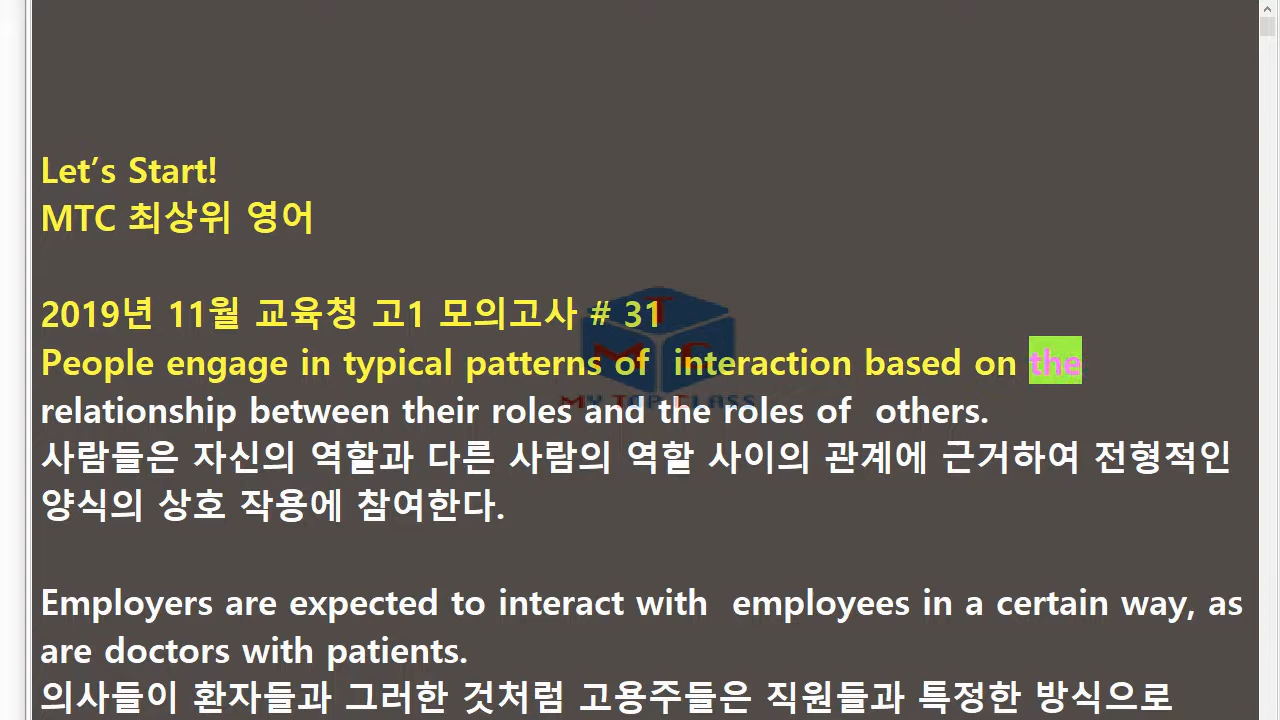 Let’s Start!
MTC 최상위 영어
2019년 11월 교육청 고1 모의고사 # 31
People engage in typical patterns of  interaction based on the
relationship between their roles and the roles of  others.
사람들은 자신의 역할과 다른 사람의 역할 사이의 관계에 근거하여 전형적인
양식의 상호 작용에 참여한다.
Employers are expected to interact with  employees in a certain way, as
are doctors with patients.
의사들이 환자들과 그러한 것처럼 고용주들은 직원들과 특정한 방식으로
T
M C
MY TOP CLASS